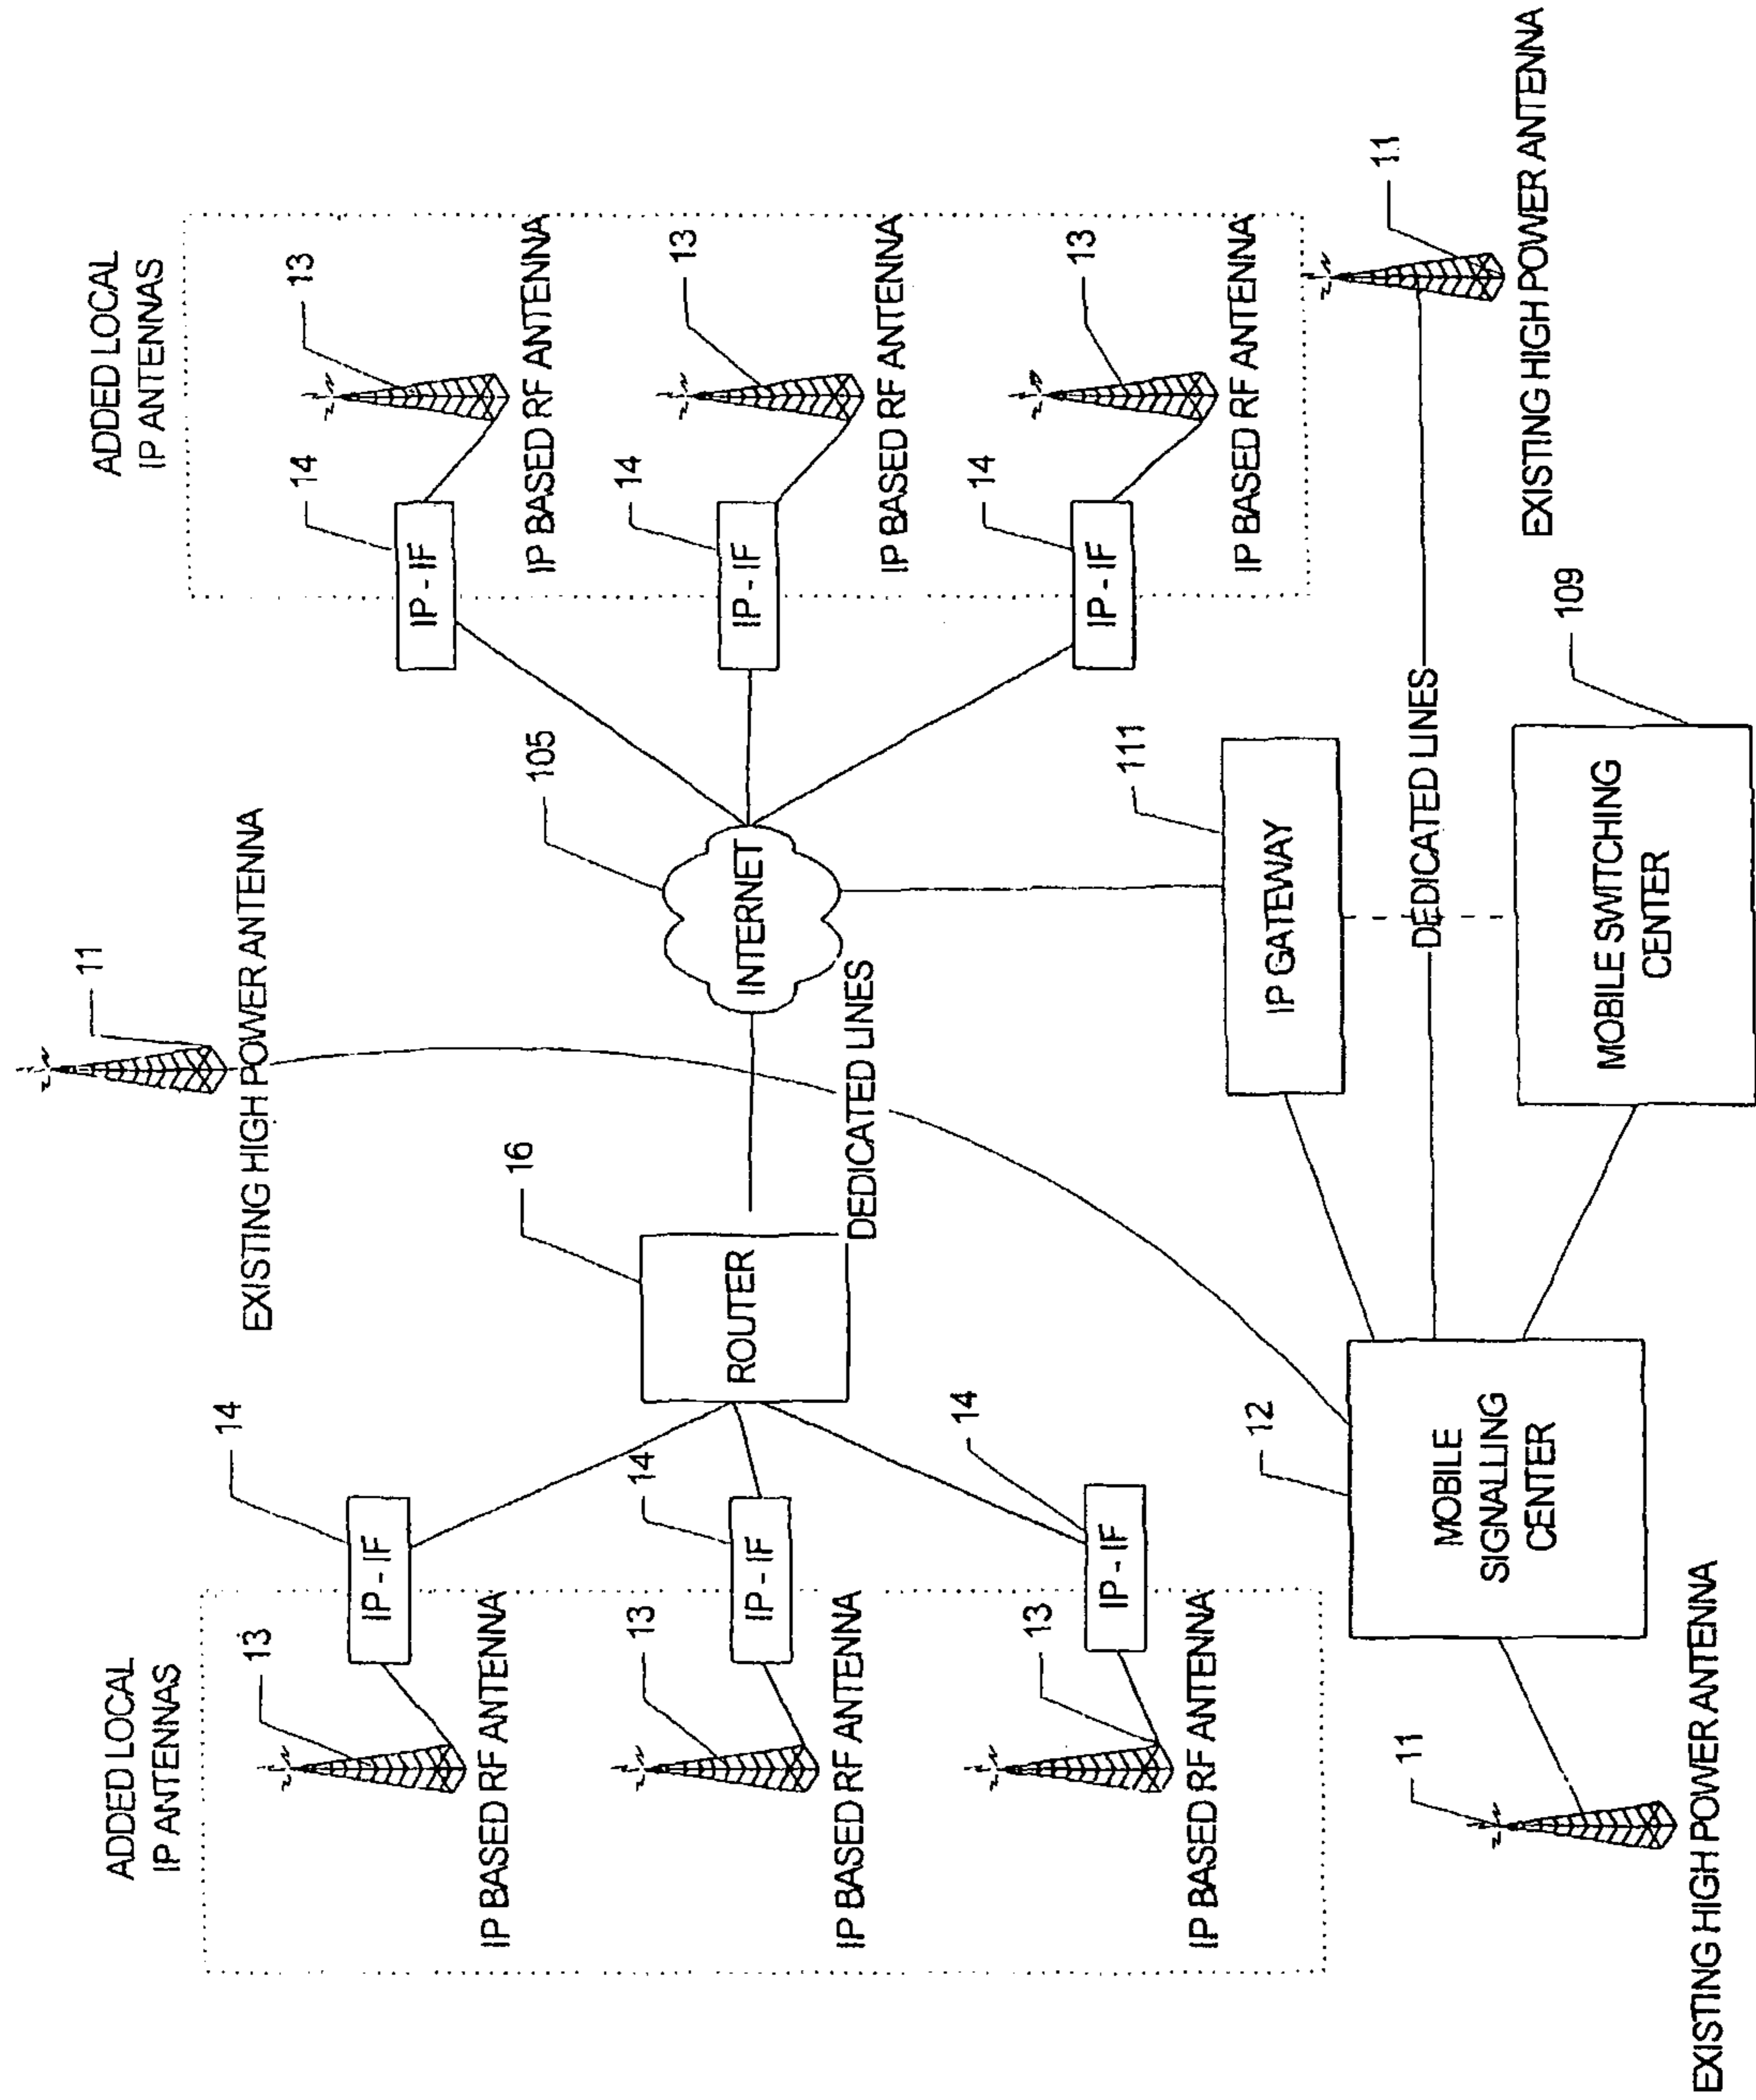 ADDED LOCAL
IP ANTENNAS
13
14
IP - IF
IP BASED RF ANTENNA
13
14
IP - IF
IP BASED RF ANTENNA
13
14
IP - IF
IP BASED RF ANTENNA
11
EXISTING HIGH POWER ANTENNA
16
ROUTER
DEDICATED LINES
105
INTERNET
ADDED LOCAL
IP ANTENNAS
14
13
IP - IF
IP BASED RF ANTENNA
14
13
IP - IF
IP BASED RF ANTENNA
14
13
IP - IF
IP BASED RF ANTENNA
11
EXISTING HIGH POWER ANTENNA
12
MOBILE
SIGNALLING
CENTER
111
IP GATEWAY
DEDICATED LINES
109
MOBILE SWITCHING
CENTER
11
EXISTING HIGH POWER ANTENNA